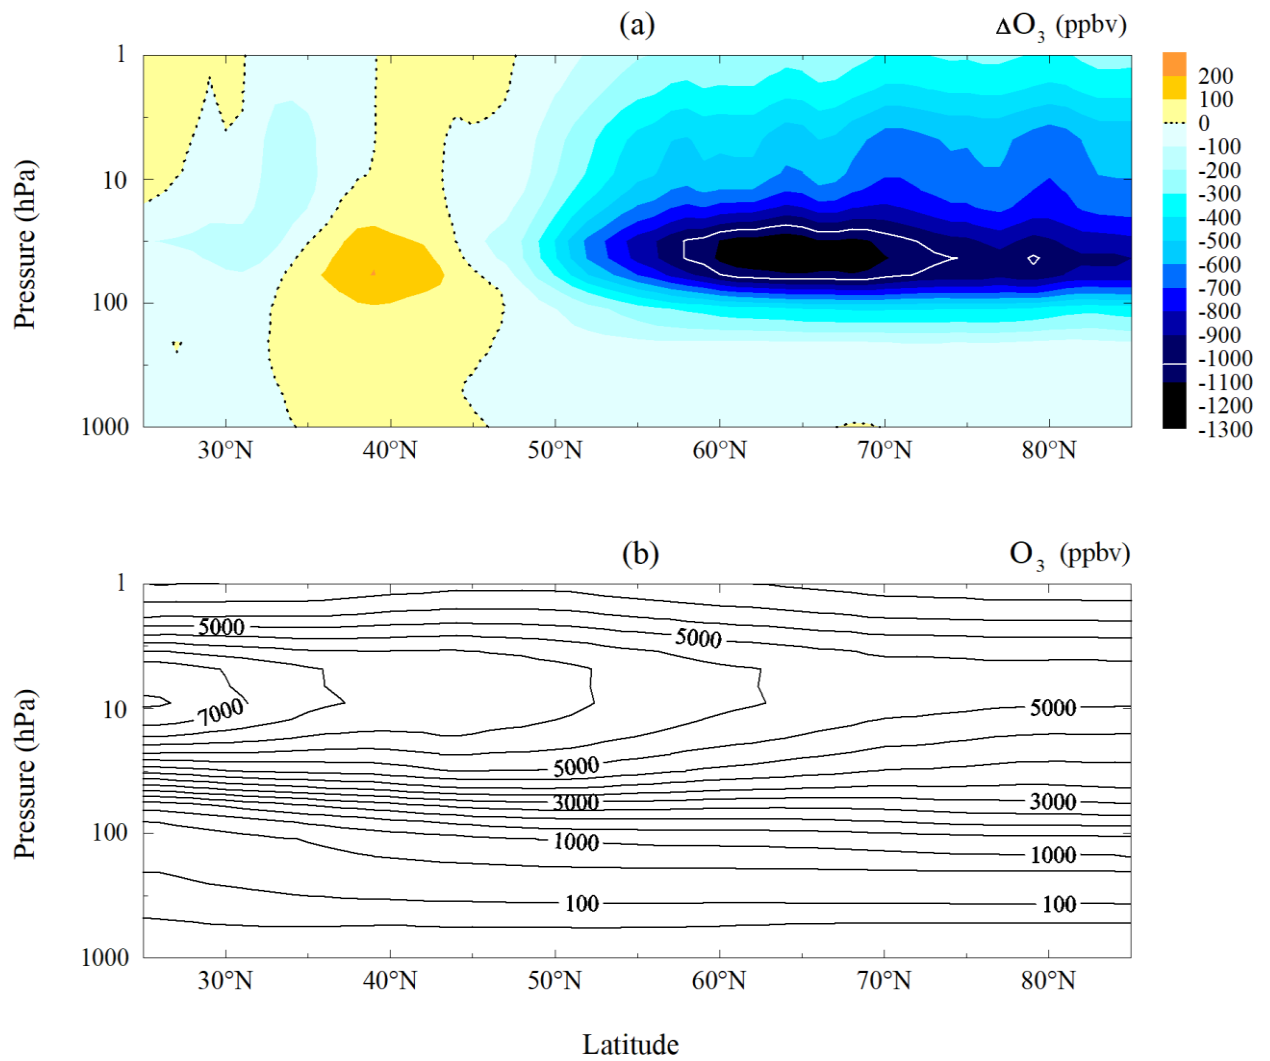 (a)
ΔO3 (ppbv)
1
10
100
1000
Pressure (hPa)
30°N
40°N
50°N
60°N
70°N
80°N
200
100
0
-100
-200
-300
-400
-500
-600
-700
-800
-900
-1000
-1100
-1200
-1300
(b)
O3 (ppbv)
1
10
100
1000
Pressure (hPa)
5000
5000
7000
5000
5000
3000
3000
1000
1000
100
100
30°N
40°N
50°N
60°N
70°N
80°N
Latitude